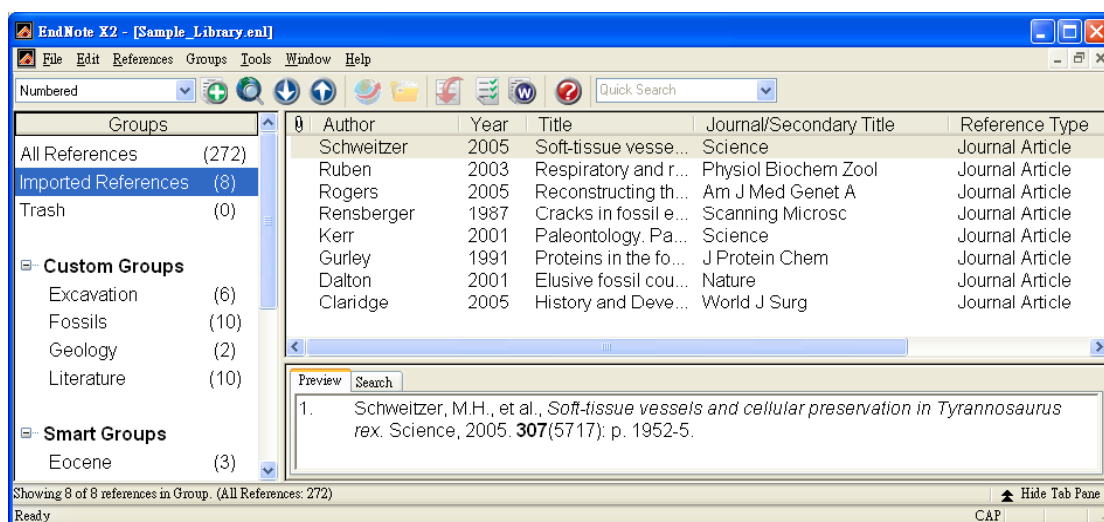 EndNote X2 - [Sample_Library.enl]
File Edit References Groups Tools Window Help
Numbered Quick Search
Groups
All References (272)
Imported References (8)
Trash (0)
Custom Groups
Excavation (6)
Fossils (10)
Geology (2)
Literature (10)
Smart Groups
Eocene (3)
Author Year Title Journal/Secondary Title Reference Type
Schweitzer 2005 Soft-tissue vesse... Science Journal Article
Ruben 2003 Respiratory and r... Physiol Biochem Zool Journal Article
Rogers 2005 Reconstructing th... Am J Med Genet A Journal Article
Rensberger 1987 Cracks in fossil e... Scanning Microsc Journal Article
Kerr 2001 Paleontology. Pa... Science Journal Article
Gurley 1991 Proteins in the fo... J Protein Chem Journal Article
Dalton 2001 Elusive fossil cou... Nature Journal Article
Claridge 2005 History and Deve... World J Surg Journal Article
Preview Search
1. Schweitzer, M.H., et al., Soft-tissue vessels and cellular preservation in Tyrannosaurus
rex. Science, 2005. 307(5717): p. 1952-5.
Showing 8 of 8 references in Group. (All References: 272) Hide Tab Pane
Ready CAP